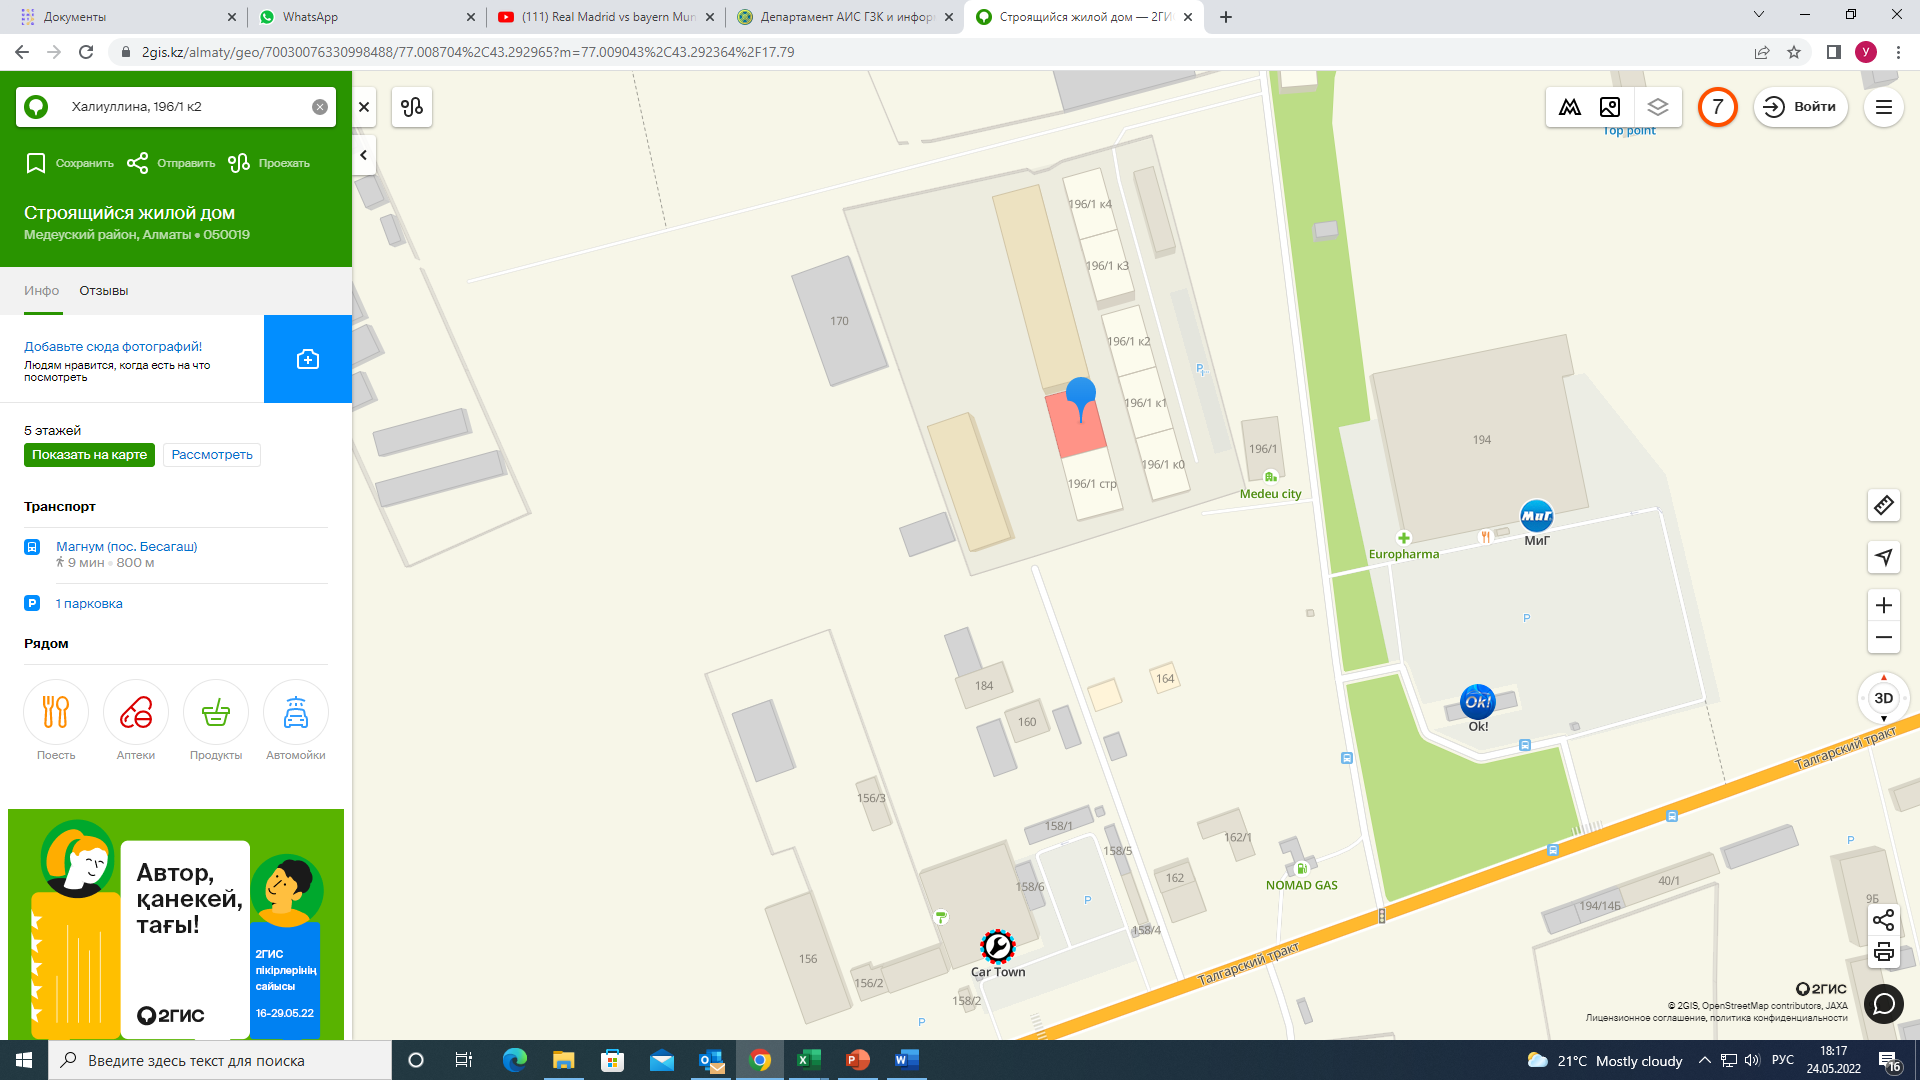 Документы
WhatsApp
(111) Real Madrid vs bayern Mun
Департамент АИС ГЗК и инфор
Строящийся жилой дом — 2ГИ
2gis.kz/almaty/geo/70030076330998488/77.008704%2C43.292965?m=77.009043%2C43.292364%2F17.79
У
Халиуллина, 196/1 к2
Сохранить
Отправить
Проехать
Строящийся жилой дом
Медеуский район, Алматы • 050019
Инфо
Отзывы
Добавьте сюда фотографий!
Людям нравится, когда есть на что
посмотреть
5 этажей
Показать на карте
Рассмотреть
Транспорт
Магнум (пос. Бесагаш)
9 мин • 800 м
P
1 парковка
Рядом
Поесть
Аптеки
Продукты
Автомойки
Автор,
қанекей,
тағы!
2ГИС
2ГИС
пікірлерінің
сайысы
16-29.05.22
7
Войти
Top point
196/1 к4
196/1 к3
196/1 к2
196/1 к1
196/1 к0
196/1 стр
196/1
Medeu city
170
P
194
МиГ
МиГ
Europharma
P
Ok!
Ok!
3D
184
160
164
156/3
158/1
158/5
158/6
162
162/1
NOMAD GAS
P
158/4
156
156/2
158/2
Car Town
P
Талгарский тракт
Талгарский тракт
40/1
194/14Б
P
9Б
2ГИС
© 2GIS, OpenStreetMap contributors, JAXA
Лицензионное соглашение, политика конфиденциальности
Введите здесь текст для поиска
21°C Mostly cloudy
РУС
18:17
24.05.2022
16